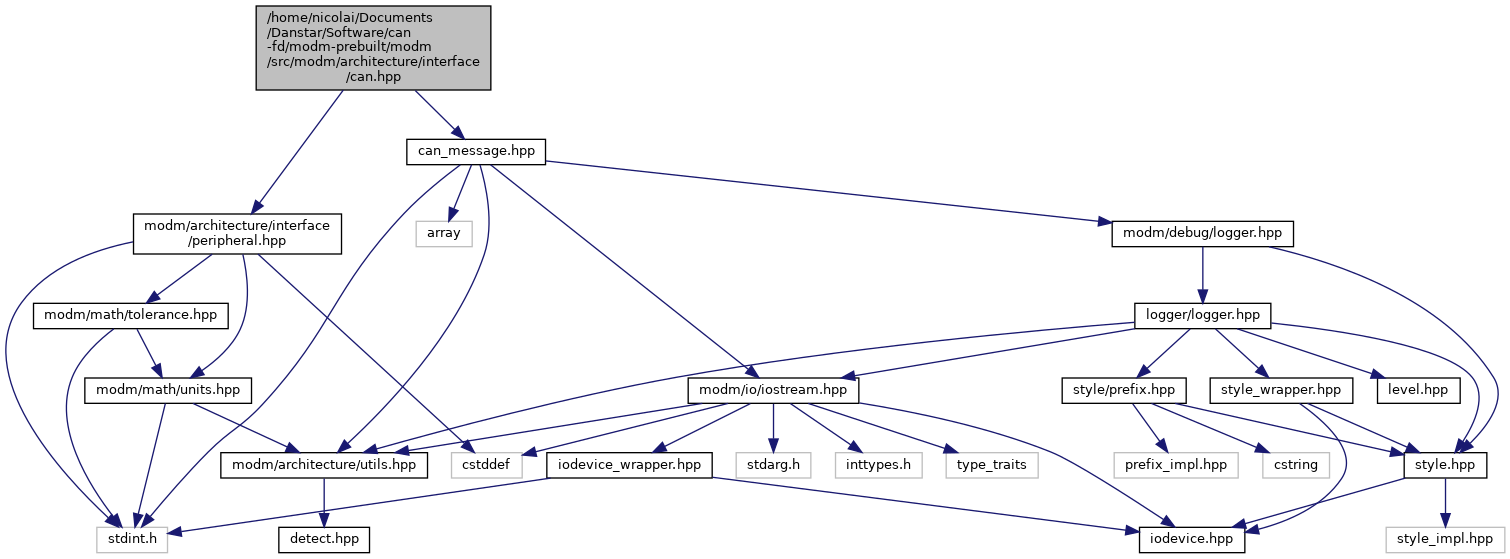 /home/nicolai/Documents
/Danstar/Software/can
-fd/modm-prebuilt/modm
/src/modm/architecture/interface
/can.hpp
can_message.hpp
modm/architecture/interface
/peripheral.hpp
array
modm/debug/logger.hpp
modm/math/tolerance.hpp
logger/logger.hpp
modm/math/units.hpp
modm/io/iostream.hpp
style/prefix.hpp
style_wrapper.hpp
level.hpp
modm/architecture/utils.hpp
cstddef
iodevice_wrapper.hpp
stdarg.h
inttypes.h
type_traits
prefix_impl.hpp
cstring
style.hpp
stdint.h
detect.hpp
iodevice.hpp
style_impl.hpp